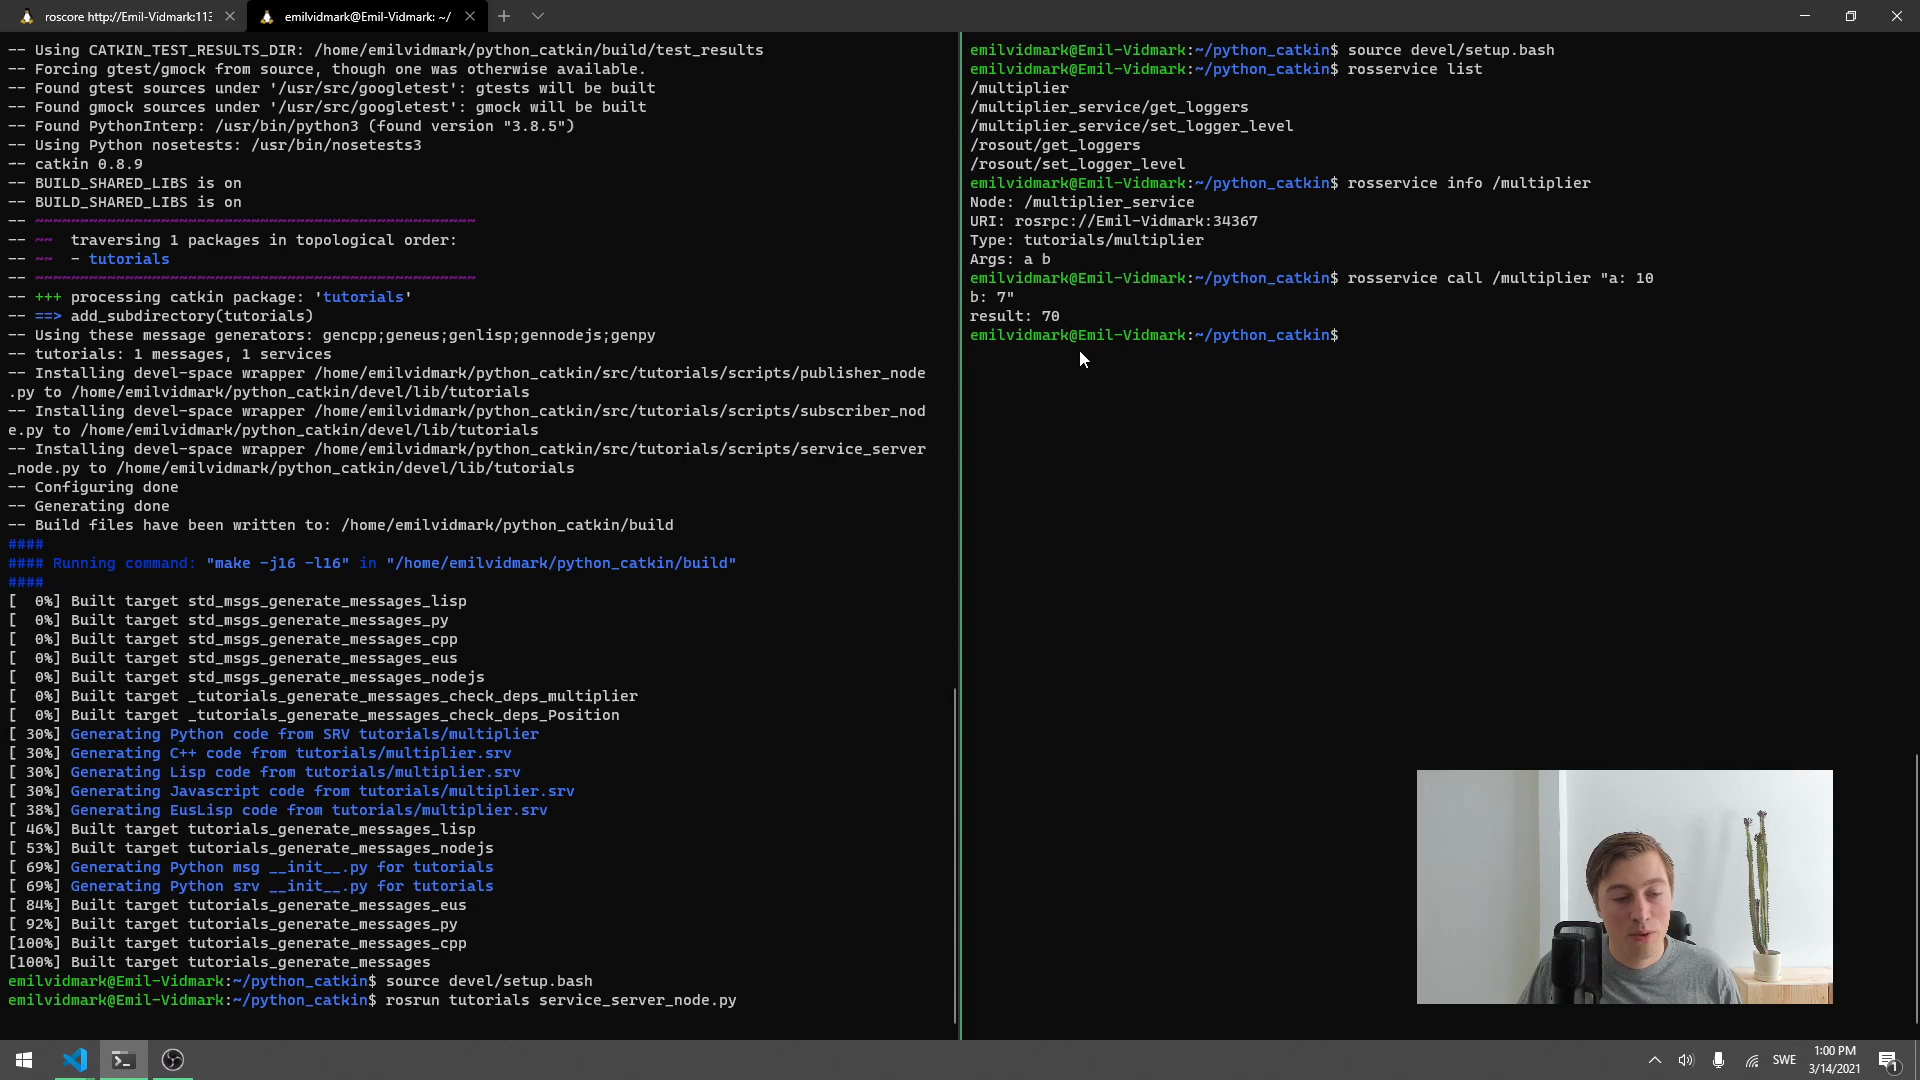 roscore http://Emil-Vidmark:113
emilvidmark@Emil-Vidmark: ~/
-- Using CATKIN_TEST_RESULTS_DIR: /home/emilvidmark/python_catkin/build/test_results
-- Forcing gtest/gmock from source, though one was otherwise available.
-- Found gtest sources under '/usr/src/googletest': gtests will be built
-- Found gmock sources under '/usr/src/googletest': gmock will be built
-- Found PythonInterp: /usr/bin/python3 (found version "3.8.5")
-- Using Python nosetests: /usr/bin/nosetests3
-- catkin 0.8.9
-- BUILD_SHARED_LIBS is on
-- BUILD_SHARED_LIBS is on
-- ~~~~~~~~~~~~~~~~~~~~~~~~~~~~~~~~~~~~~~~~~~~~~~~~~
-- ~~  traversing 1 packages in topological order:
-- ~~  - tutorials
-- ~~~~~~~~~~~~~~~~~~~~~~~~~~~~~~~~~~~~~~~~~~~~~~~~~
-- +++ processing catkin package: 'tutorials'
-- ==> add_subdirectory(tutorials)
-- Using these message generators: gencpp;geneus;genlisp;gennodejs;genpy
-- tutorials: 1 messages, 1 services
-- Installing devel-space wrapper /home/emilvidmark/python_catkin/src/tutorials/scripts/publisher_node
.py to /home/emilvidmark/python_catkin/devel/lib/tutorials
-- Installing devel-space wrapper /home/emilvidmark/python_catkin/src/tutorials/scripts/subscriber_nod
e.py to /home/emilvidmark/python_catkin/devel/lib/tutorials
-- Installing devel-space wrapper /home/emilvidmark/python_catkin/src/tutorials/scripts/service_server
_node.py to /home/emilvidmark/python_catkin/devel/lib/tutorials
-- Configuring done
-- Generating done
-- Build files have been written to: /home/emilvidmark/python_catkin/build
####
#### Running command: "make -j16 -l16" in "/home/emilvidmark/python_catkin/build"
####
[  0%] Built target std_msgs_generate_messages_lisp
[  0%] Built target std_msgs_generate_messages_py
[  0%] Built target std_msgs_generate_messages_cpp
[  0%] Built target std_msgs_generate_messages_eus
[  0%] Built target std_msgs_generate_messages_nodejs
[  0%] Built target _tutorials_generate_messages_check_deps_multiplier
[  0%] Built target _tutorials_generate_messages_check_deps_Position
[ 30%] Generating Python code from SRV tutorials/multiplier
[ 30%] Generating C++ code from tutorials/multiplier.srv
[ 30%] Generating Lisp code from tutorials/multiplier.srv
[ 30%] Generating Javascript code from tutorials/multiplier.srv
[ 38%] Generating EusLisp code from tutorials/multiplier.srv
[ 46%] Built target tutorials_generate_messages_lisp
[ 53%] Built target tutorials_generate_messages_nodejs
[ 69%] Generating Python msg __init__.py for tutorials
[ 69%] Generating Python srv __init__.py for tutorials
[ 84%] Built target tutorials_generate_messages_eus
[ 92%] Built target tutorials_generate_messages_py
[100%] Built target tutorials_generate_messages_cpp
[100%] Built target tutorials_generate_messages
emilvidmark@Emil-Vidmark:~/python_catkin$ source devel/setup.bash
emilvidmark@Emil-Vidmark:~/python_catkin$ rosrun tutorials service_server_node.py
emilvidmark@Emil-Vidmark:~/python_catkin$ source devel/setup.bash
emilvidmark@Emil-Vidmark:~/python_catkin$ rosservice list
/multiplier
/multiplier_service/get_loggers
/multiplier_service/set_logger_level
/rosout/get_loggers
/rosout/set_logger_level
emilvidmark@Emil-Vidmark:~/python_catkin$ rosservice info /multiplier
Node: /multiplier_service
URI: rosrpc://Emil-Vidmark:34367
Type: tutorials/multiplier
Args: a b
emilvidmark@Emil-Vidmark:~/python_catkin$ rosservice call /multiplier "a: 10
b: 7"
result: 70
emilvidmark@Emil-Vidmark:~/python_catkin$
SWE
1:00 PM
3/14/2021
1